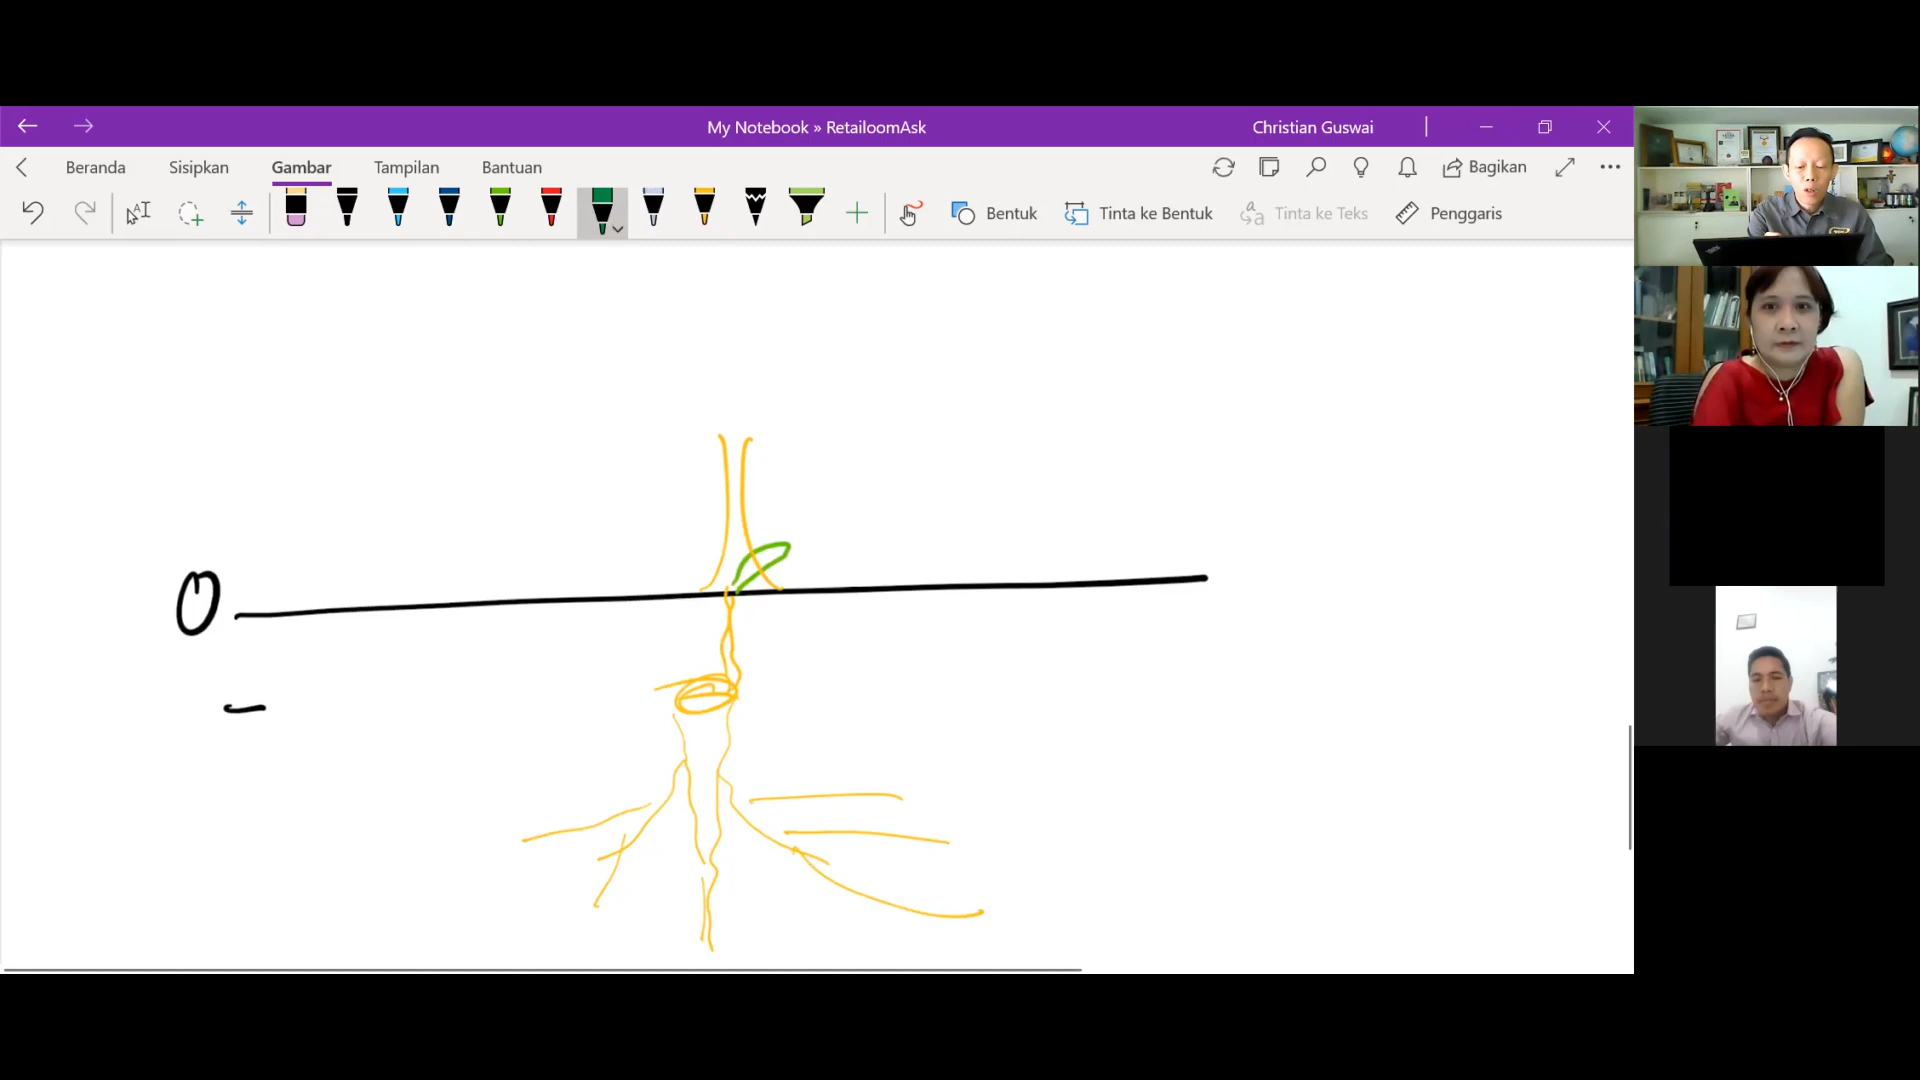 My Notebook » RetailoomAsk
Christian Guswai
Beranda
Sisipkan
Gambar
Tampilan
Bantuan
Bagikan
Bentuk
Tinta ke Bentuk
Tinta ke Teks
Penggaris
0
-